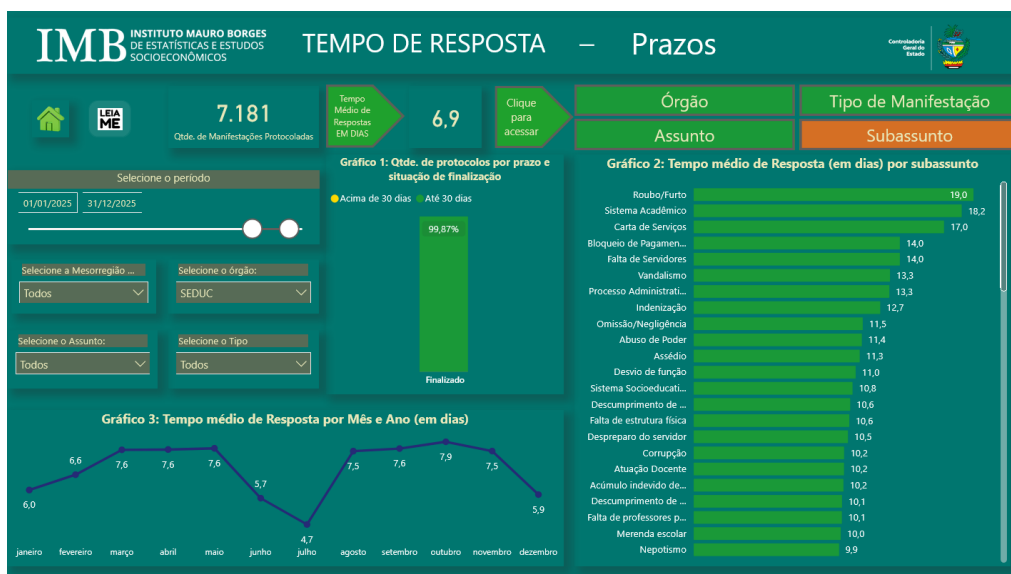 IMB
INSTITUTO MAURO BORGES
DE ESTATÍSTICAS E ESTUDOS
SOCIOECONÔMICOS
TEMPO DE RESPOSTA – Prazos
Controladoria
Geral do
Estado
LEIA
ME
7.181
Qtde. de Manifestações Protocoladas
Tempo
Médio de
Respostas
EM DIAS
6,9
Clique
para
acessar
Órgão
Tipo de Manifestação
Assunto
Subassunto
Selecione o período
01/01/2025
31/12/2025
Selecione a Mesorregião ...
Todos
Selecione o órgão:
SEDUC
Selecione o Assunto:
Todos
Selecione o Tipo
Todos
Gráfico 1: Qtde. de protocolos por prazo e
situação de finalização
Acima de 30 dias
Até 30 dias
99,87%
Finalizado
Gráfico 2: Tempo médio de Resposta (em dias) por subassunto
Roubo/Furto 19,0
Sistema Acadêmico 18,2
Carta de Serviços 17,0
Bloqueio de Pagamen... 14,0
Falta de Servidores 14,0
Vandalismo 13,3
Processo Administrati... 13,3
Indenização 12,7
Omissão/Negligência 11,5
Abuso de Poder 11,4
Assédio 11,3
Desvio de função 11,0
Sistema Socioeducati... 10,8
Descumprimento de ... 10,6
Falta de estrutura física 10,6
Despreparo do servidor 10,5
Corrupção 10,2
Atuação Docente 10,2
Acúmulo indevido de... 10,2
Descumprimento de ... 10,1
Falta de professores p... 10,1
Merenda escolar 10,0
Nepotismo 9,9
Gráfico 3: Tempo médio de Resposta por Mês e Ano (em dias)
6,0 6,6 7,6 7,6 7,6 5,7 4,7 7,5 7,6 7,9 7,5 5,9
janeiro fevereiro março abril maio junho julho agosto setembro outubro novembro dezembro